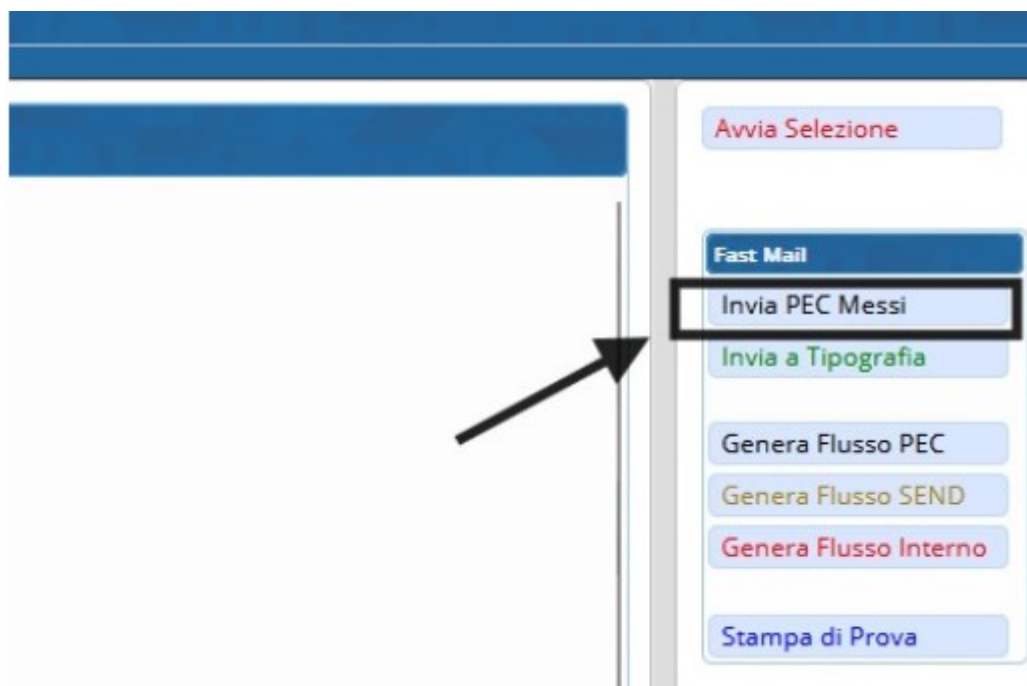 Avvia Selezione
Fast Mail
Invia PEC Messi
Invia a Tipografia
Genera Flusso PEC
Genera Flusso SEND
Genera Flusso Interno
Stampa di Prova